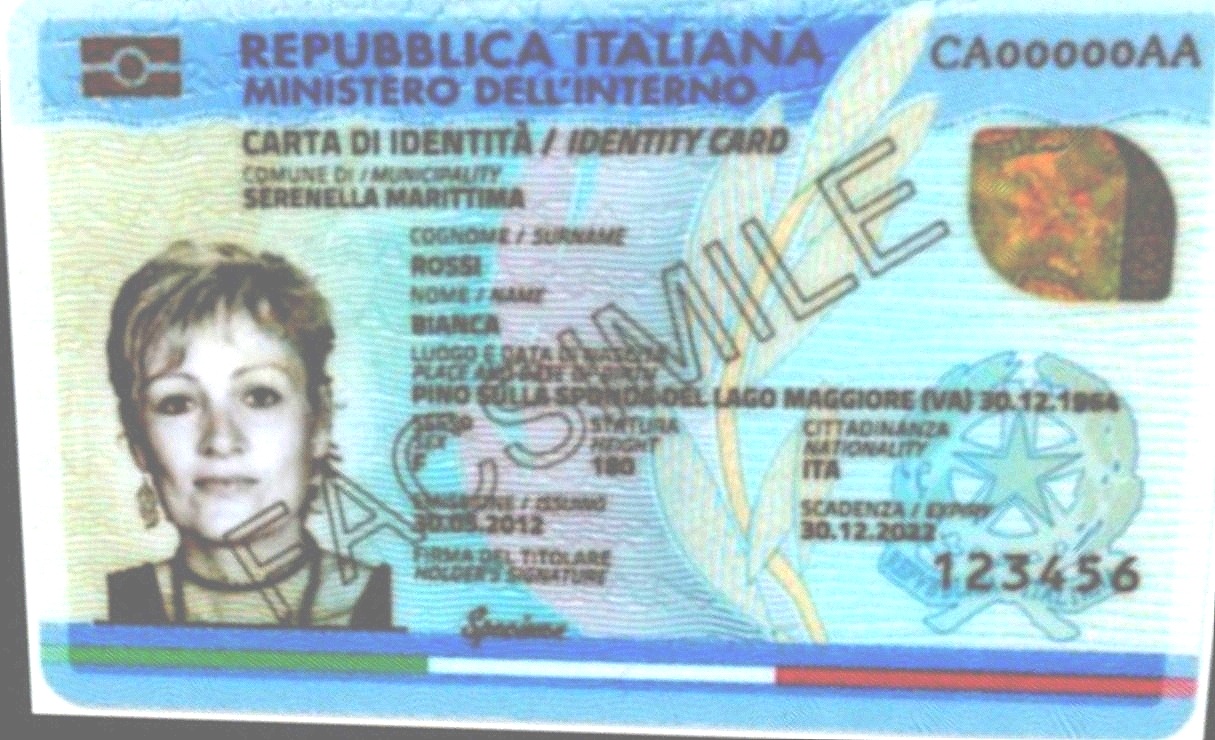 REPUBBLICA ITALIANA
MINISTERO DELL'INTERNO
CA00000AA
CARTA DI IDENTITÀ / IDENTITY CARD
COMUNE DI / MUNICIPALITY
SERENELLA MARITTIMA
COGNOME / SURNAME
ROSSI
NOME / NAME
BIANCA
LUOGO E DATA DI NASCITA
PLACE AND DATE OF BIRTH
PINO SULLA SPONDA DEL LAGO MAGGIORE (VA) 30.12.1964
SESSO STATURA CITTADINANZA
SEX HEIGHT NATIONALITY
F 180 ITA
EMISSIONE / ISSUING SCADENZA / EXPIRY
30.05.2012 30.12.2022
FIRMA DEL TITOLARE
HOLDER'S SIGNATURE
123456
Specimen
FAC SIMILE